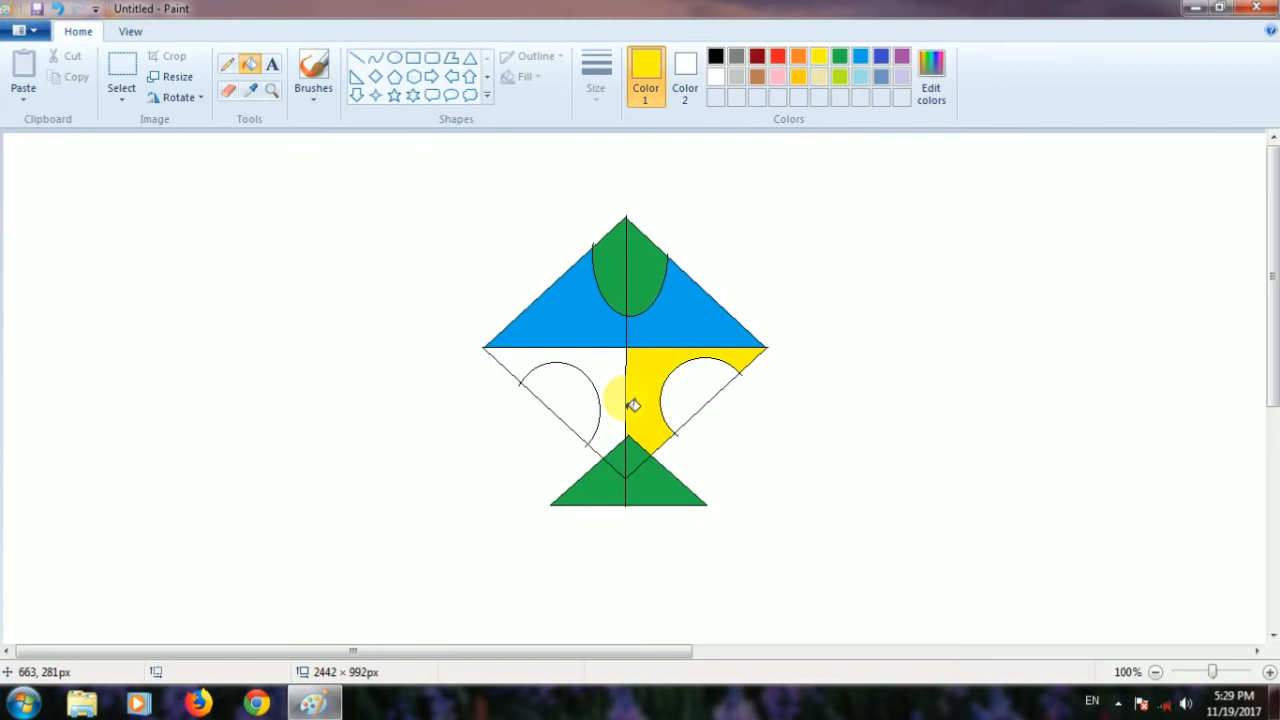 Untitled - Paint
Home View
Paste
Cut
Copy
Clipboard
Select
Crop
Resize
Rotate
Image
A
Tools
Brushes
Outline
Fill
Shapes
Size
Color 1
Color 2
Edit colors
Colors
663, 281px
2442 × 992px
100%
EN
5:29 PM
11/19/2017